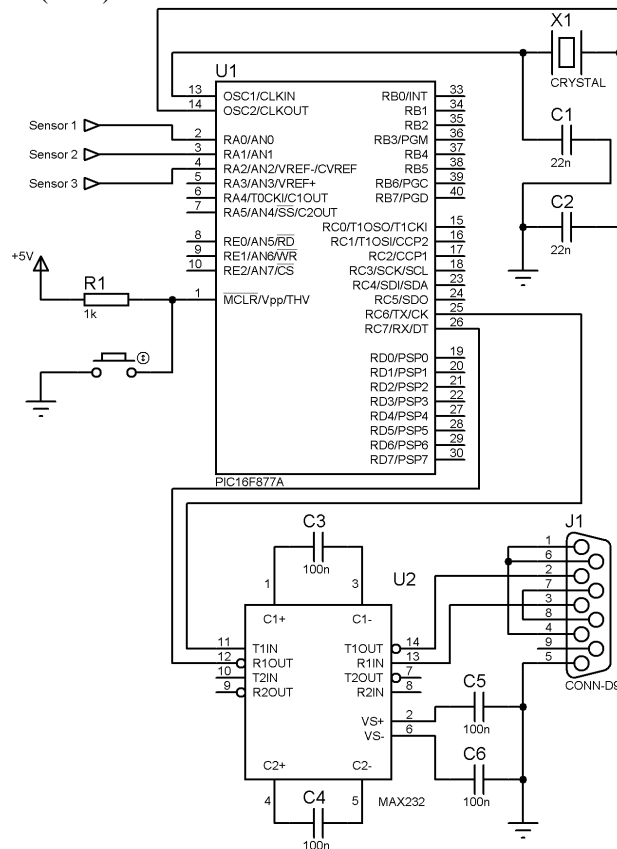 X1
CRYSTAL
U1
13 OSC1/CLKIN RB0/INT 33
14 OSC2/CLKOUT RB1 34
RB2 35
Sensor 1 2 RA0/AN0 RB3/PGM 36
Sensor 2 3 RA1/AN1 RB4 37
Sensor 3 4 RA2/AN2/VREF-/CVREF RB5 38
5 RA3/AN3/VREF+ RB6/PGC 39
6 RA4/T0CKI/C1OUT RB7/PGD 40
7 RA5/AN4/SS/C2OUT
RC0/T1OSO/T1CKI 15
8 RE0/AN5/RD RC1/T1OSI/CCP2 16
9 RE1/AN6/WR RC2/CCP1 17
10 RE2/AN7/CS RC3/SCK/SCL 18
RC4/SDI/SDA 23
1 MCLR/Vpp/THV RC5/SDO 24
RC6/TX/CK 25
RC7/RX/DT 26
RD0/PSP0 19
RD1/PSP1 20
RD2/PSP2 21
RD3/PSP3 22
RD4/PSP4 27
RD5/PSP5 28
RD6/PSP6 29
RD7/PSP7 30
PIC16F877A
C1
22n
C2
22n
+5V
R1
1k
C3
100n
U2
1 3
C1+ C1-
11 T1IN T1OUT 14
12 R1OUT R1IN 13
10 T2IN T2OUT 7
9 R2OUT R2IN 8
VS+ 2
VS- 6
C2+ C2-
4 5
MAX232
C4
100n
C5
100n
C6
100n
J1
1
6
2
7
3
8
4
9
5
CONN-D9